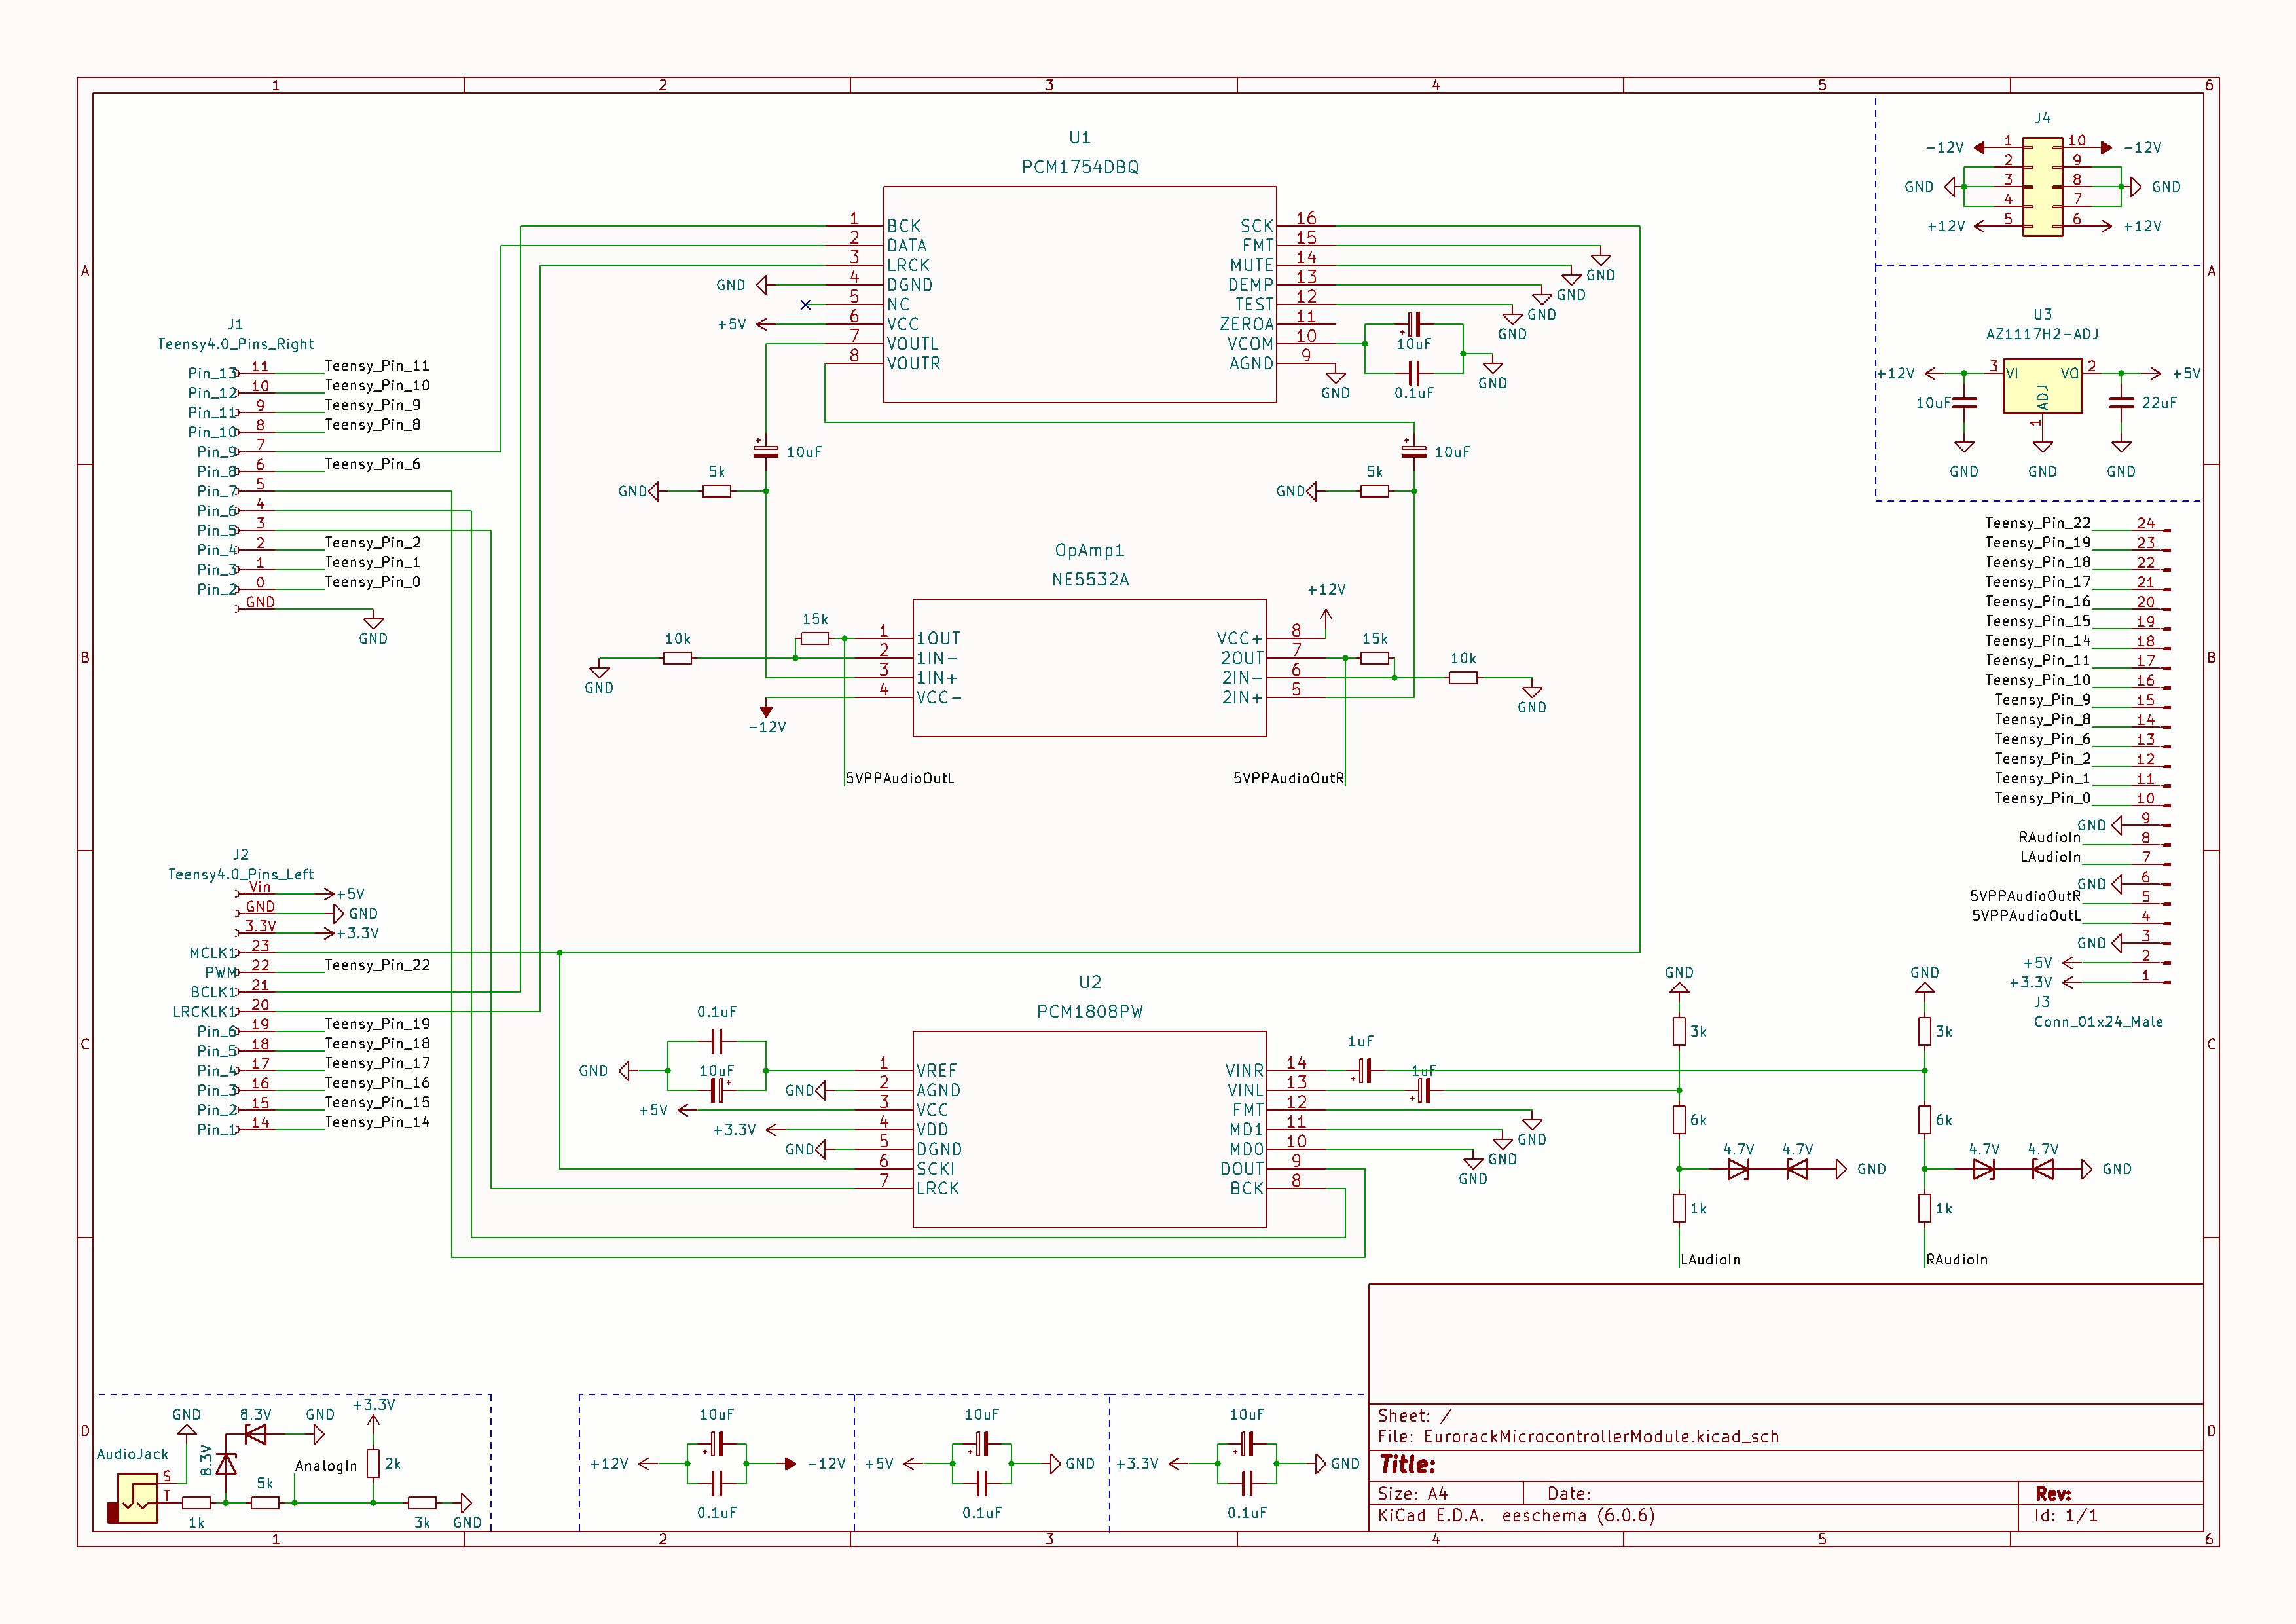 1 2 3 4 5 6
A
B
C
D
A
B
C
D
1 2 3 4 5 6
U1
PCM1754DBQ
1 BCK
2 DATA
3 LRCK
GND 4 DGND
5 NC
+5V 6 VCC
7 VOUTL
8 VOUTR
SCK 16
FMT 15 GND
MUTE 14 GND
DEMP 13 GND
TEST 12 GND
ZEROA 11
VCOM 10
AGND 9 GND
10uF
0.1uF
GND
J4
-12V 1 10 -12V
2 9
GND 3 8 GND
4 7
+12V 5 6 +12V
U3
AZ1117H2-ADJ
+12V 3 VI VO 2 +5V
ADJ
1
10uF 22uF
GND GND GND
J1
Teensy4.0_Pins_Right
Pin_13 11 Teensy_Pin_11
Pin_12 10 Teensy_Pin_10
Pin_11 9 Teensy_Pin_9
Pin_10 8 Teensy_Pin_8
Pin_9 7
Pin_8 6 Teensy_Pin_6
Pin_7 5
Pin_6 4
Pin_5 3
Pin_4 2 Teensy_Pin_2
Pin_3 1 Teensy_Pin_1
Pin_2 0 Teensy_Pin_0
GND
GND
10uF
GND 5k
10uF
GND 5k
OpAmp1
NE5532A
GND 10k 15k
1 1OUT
2 1IN-
3 1IN+
4 VCC-
-12V
+12V
VCC+ 8
2OUT 7
2IN- 6
2IN+ 5
15k 10k GND
5VPPAudioOutL
5VPPAudioOutR
Teensy_Pin_22 24
Teensy_Pin_19 23
Teensy_Pin_18 22
Teensy_Pin_17 21
Teensy_Pin_16 20
Teensy_Pin_15 19
Teensy_Pin_14 18
Teensy_Pin_11 17
Teensy_Pin_10 16
Teensy_Pin_9 15
Teensy_Pin_8 14
Teensy_Pin_6 13
Teensy_Pin_2 12
Teensy_Pin_1 11
Teensy_Pin_0 10
GND 9
RAudioIn 8
LAudioIn 7
GND 6
5VPPAudioOutR 5
5VPPAudioOutL 4
GND 3
+5V 2
+3.3V 1
J3
Conn_01x24_Male
J2
Teensy4.0_Pins_Left
Vin +5V
GND GND
3.3V +3.3V
MCLK1 23
PWM 22 Teensy_Pin_22
BCLK1 21
LRCKLK1 20
Pin_6 19 Teensy_Pin_19
Pin_5 18 Teensy_Pin_18
Pin_4 17 Teensy_Pin_17
Pin_3 16 Teensy_Pin_16
Pin_2 15 Teensy_Pin_15
Pin_1 14 Teensy_Pin_14
U2
PCM1808PW
0.1uF
GND 10uF
1 VREF
GND 2 AGND
+5V 3 VCC
+3.3V 4 VDD
GND 5 DGND
6 SCKI
7 LRCK
VINR 14 1uF
VINL 13 1uF
FMT 12 GND
MD1 11 GND
MD0 10 GND
DOUT 9
BCK 8
GND
3k
6k
4.7V 4.7V GND
1k
LAudioIn
GND
3k
6k
4.7V 4.7V GND
1k
RAudioIn
AudioJack
S
T
GND
8.3V
8.3V
GND
+3.3V
AnalogIn
2k
1k
5k
3k
GND
10uF
+12V -12V
0.1uF
10uF
+5V GND
0.1uF
10uF
+3.3V GND
0.1uF
Sheet: /
File: EurorackMicrocontrollerModule.kicad_sch
Title:
Size: A4 Date: Rev:
KiCad E.D.A. eeschema (6.0.6) Id: 1/1